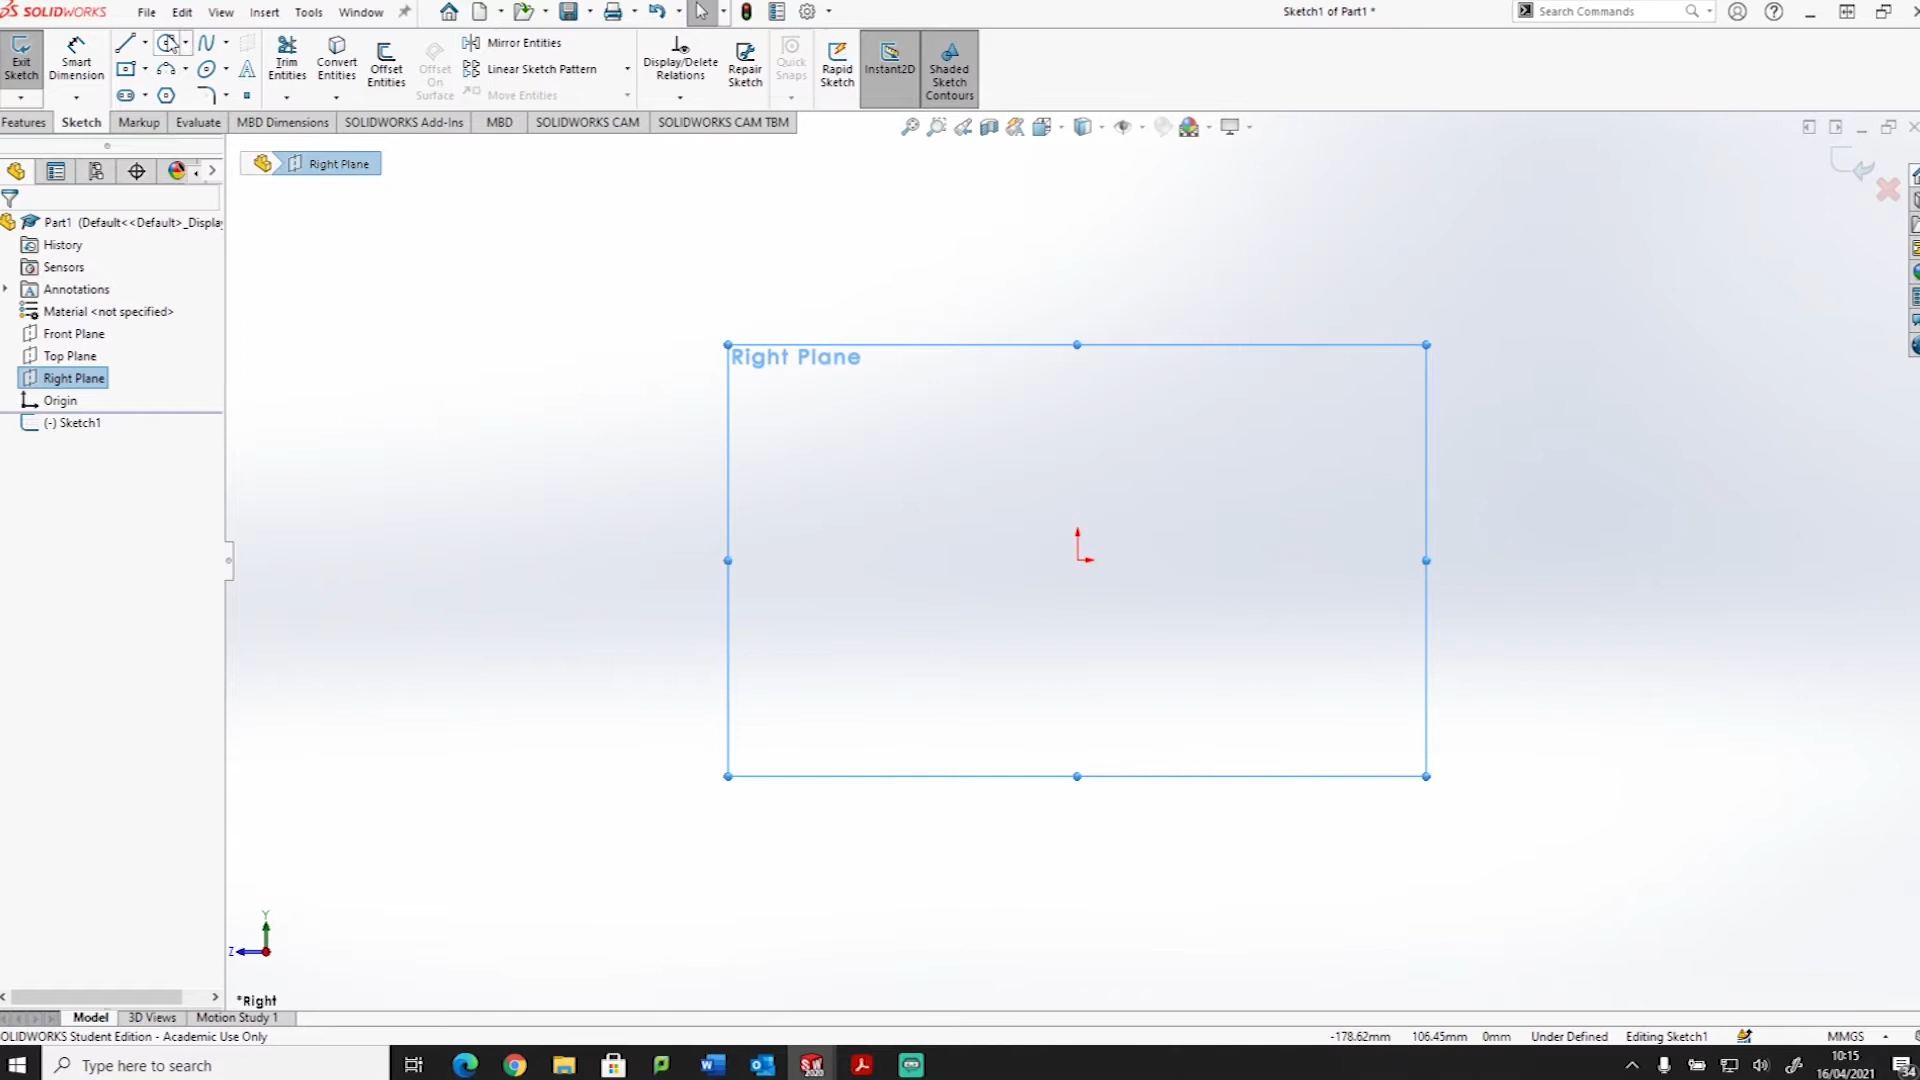 SOLIDWORKS File Edit View Insert Tools Window
Sketch1 of Part1 *
Search Commands
Exit Sketch
Smart Dimension
Trim Entities
Convert Entities
Offset Entities
Offset On Surface
Mirror Entities
Linear Sketch Pattern
Move Entities
Display/Delete Relations
Repair Sketch
Quick Snaps
Rapid Sketch
Instant2D
Shaded Sketch Contours
Features Sketch Markup Evaluate MBD Dimensions SOLIDWORKS Add-Ins MBD SOLIDWORKS CAM SOLIDWORKS CAM TBM
Right Plane
Part1 (Default<<Default>_Displa
History
Sensors
Annotations
Material <not specified>
Front Plane
Top Plane
Right Plane
Origin
(-) Sketch1
Right Plane
Y
Z
*Right
Model 3D Views Motion Study 1
OLIDWORKS Student Edition - Academic Use Only
-178.62mm 106.45mm 0mm Under Defined Editing Sketch1 MMGS
Type here to search
10:15
16/04/2021
34